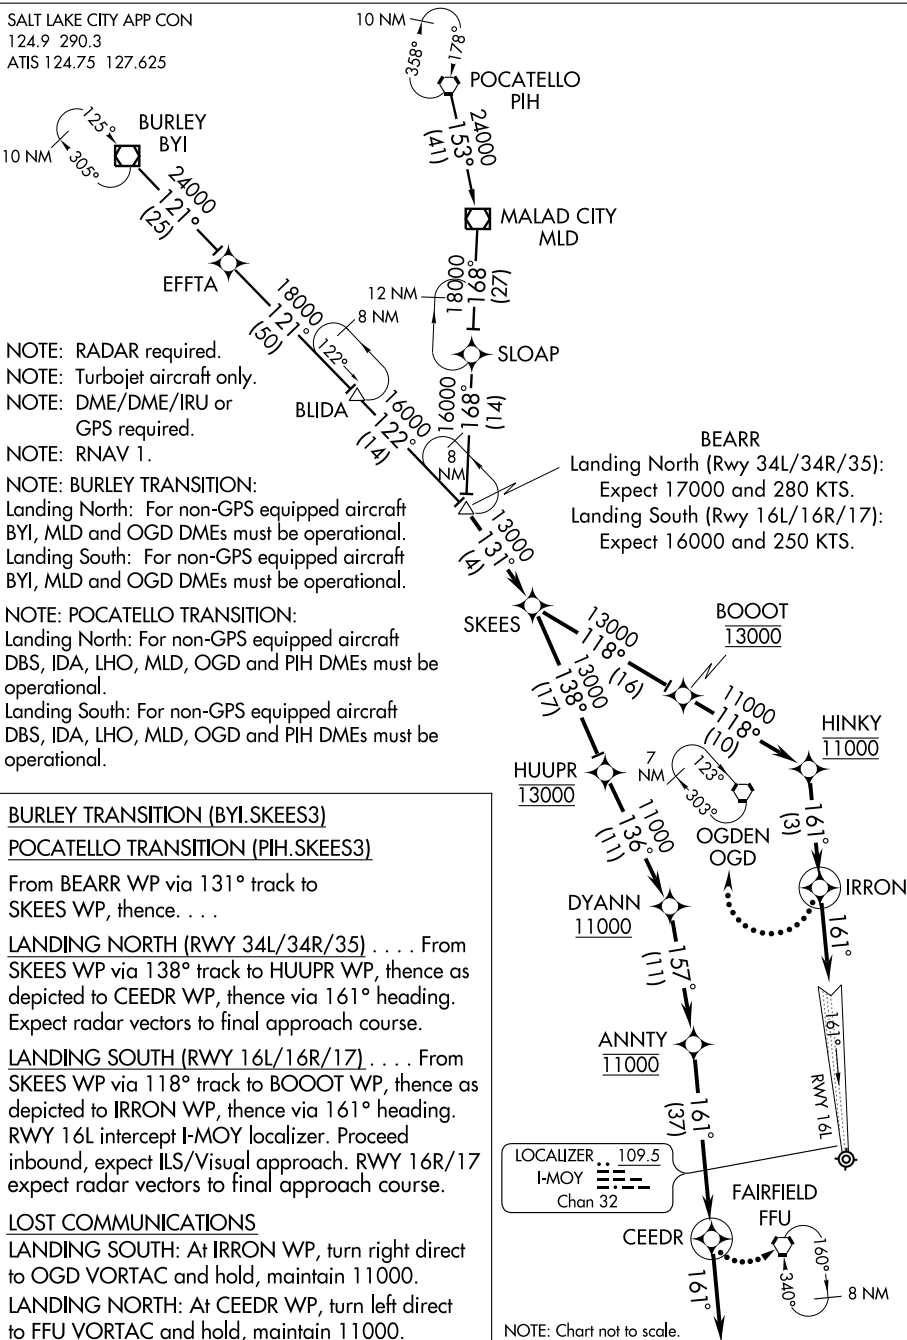 SALT LAKE CITY APP CON
124.9 290.3
ATIS 124.75 127.625
10 NM
358°
178°
POCATELLO
PIH
24000
153°
(41)
BURLEY
BYI
10 NM
125°
305°
24000
121°
(25)
MALAD CITY
MLD
18000
168°
(27)
12 NM
EFFTA
18000
121°
(50)
8 NM
122°
SLOAP
BLIDA
16000
122°
(14)
16000
168°
(14)
8
NM
NOTE: RADAR required.
NOTE: Turbojet aircraft only.
NOTE: DME/DME/IRU or
GPS required.
NOTE: RNAV 1.
NOTE: BURLEY TRANSITION:
Landing North: For non-GPS equipped aircraft
BYI, MLD and OGD DMEs must be operational.
Landing South: For non-GPS equipped aircraft
BYI, MLD and OGD DMEs must be operational.
NOTE: POCATELLO TRANSITION:
Landing North: For non-GPS equipped aircraft
DBS, IDA, LHO, MLD, OGD and PIH DMEs must be
operational.
Landing South: For non-GPS equipped aircraft
DBS, IDA, LHO, MLD, OGD and PIH DMEs must be
operational.
BEARR
Landing North (Rwy 34L/34R/35):
Expect 17000 and 280 KTS.
Landing South (Rwy 16L/16R/17):
Expect 16000 and 250 KTS.
13000
131°
(4)
SKEES
13000
118°
(16)
BOOOT
13000
13000
138°
(17)
11000
118°
(10)
HINKY
11000
HUUPR
13000
7
NM
123°
303°
OGDEN
OGD
161°
(3)
11000
136°
(11)
IRRON
DYANN
11000
161°
157°
(11)
ANNTY
11000
161°
RWY 16L
161°
(37)
LOCALIZER 109.5
I-MOY
Chan 32
FAIRFIELD
FFU
CEEDR
160°
340°
8 NM
161°
NOTE: Chart not to scale.
BURLEY TRANSITION (BYI.SKEES3)
POCATELLO TRANSITION (PIH.SKEES3)
From BEARR WP via 131° track to
SKEES WP, thence. . . .
LANDING NORTH (RWY 34L/34R/35) . . . . From
SKEES WP via 138° track to HUUPR WP, thence as
depicted to CEEDR WP, thence via 161° heading.
Expect radar vectors to final approach course.
LANDING SOUTH (RWY 16L/16R/17) . . . . From
SKEES WP via 118° track to BOOOT WP, thence as
depicted to IRRON WP, thence via 161° heading.
RWY 16L intercept I-MOY localizer. Proceed
inbound, expect ILS/Visual approach. RWY 16R/17
expect radar vectors to final approach course.
LOST COMMUNICATIONS
LANDING SOUTH: At IRRON WP, turn right direct
to OGD VORTAC and hold, maintain 11000.
LANDING NORTH: At CEEDR WP, turn left direct
to FFU VORTAC and hold, maintain 11000.